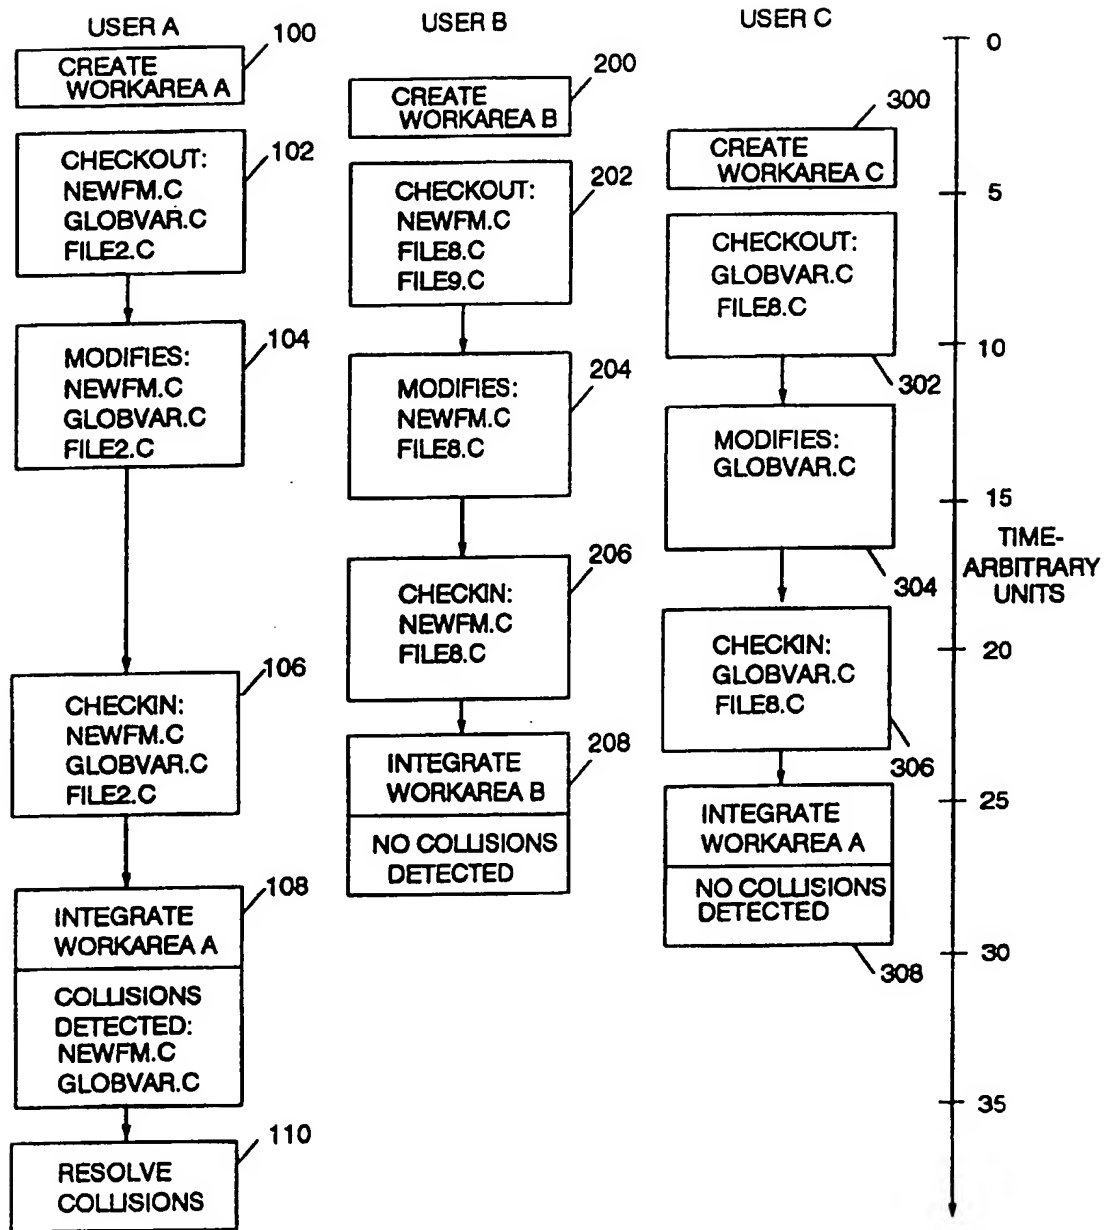 USER A
100
CREATE
WORKAREA A
102
CHECKOUT:
NEWFM.C
GLOBVAR.C
FILE2.C
104
MODIFIES:
NEWFM.C
GLOBVAR.C
FILE2.C
106
CHECKIN:
NEWFM.C
GLOBVAR.C
FILE2.C
108
INTEGRATE
WORKAREA A
COLLISIONS
DETECTED:
NEWFM.C
GLOBVAR.C
110
RESOLVE
COLLISIONS
USER B
200
CREATE
WORKAREA B
202
CHECKOUT:
NEWFM.C
FILE8.C
FILE9.C
204
MODIFIES:
NEWFM.C
FILE8.C
206
CHECKIN:
NEWFM.C
FILE8.C
208
INTEGRATE
WORKAREA B
NO COLLISIONS
DETECTED
USER C
300
CREATE
WORKAREA C
CHECKOUT:
GLOBVAR.C
FILE8.C
302
MODIFIES:
GLOBVAR.C
304
CHECKIN:
GLOBVAR.C
FILE8.C
306
INTEGRATE
WORKAREA A
NO COLLISIONS
DETECTED
308
0
5
10
15
TIME-
ARBITRARY
UNITS
20
25
30
35